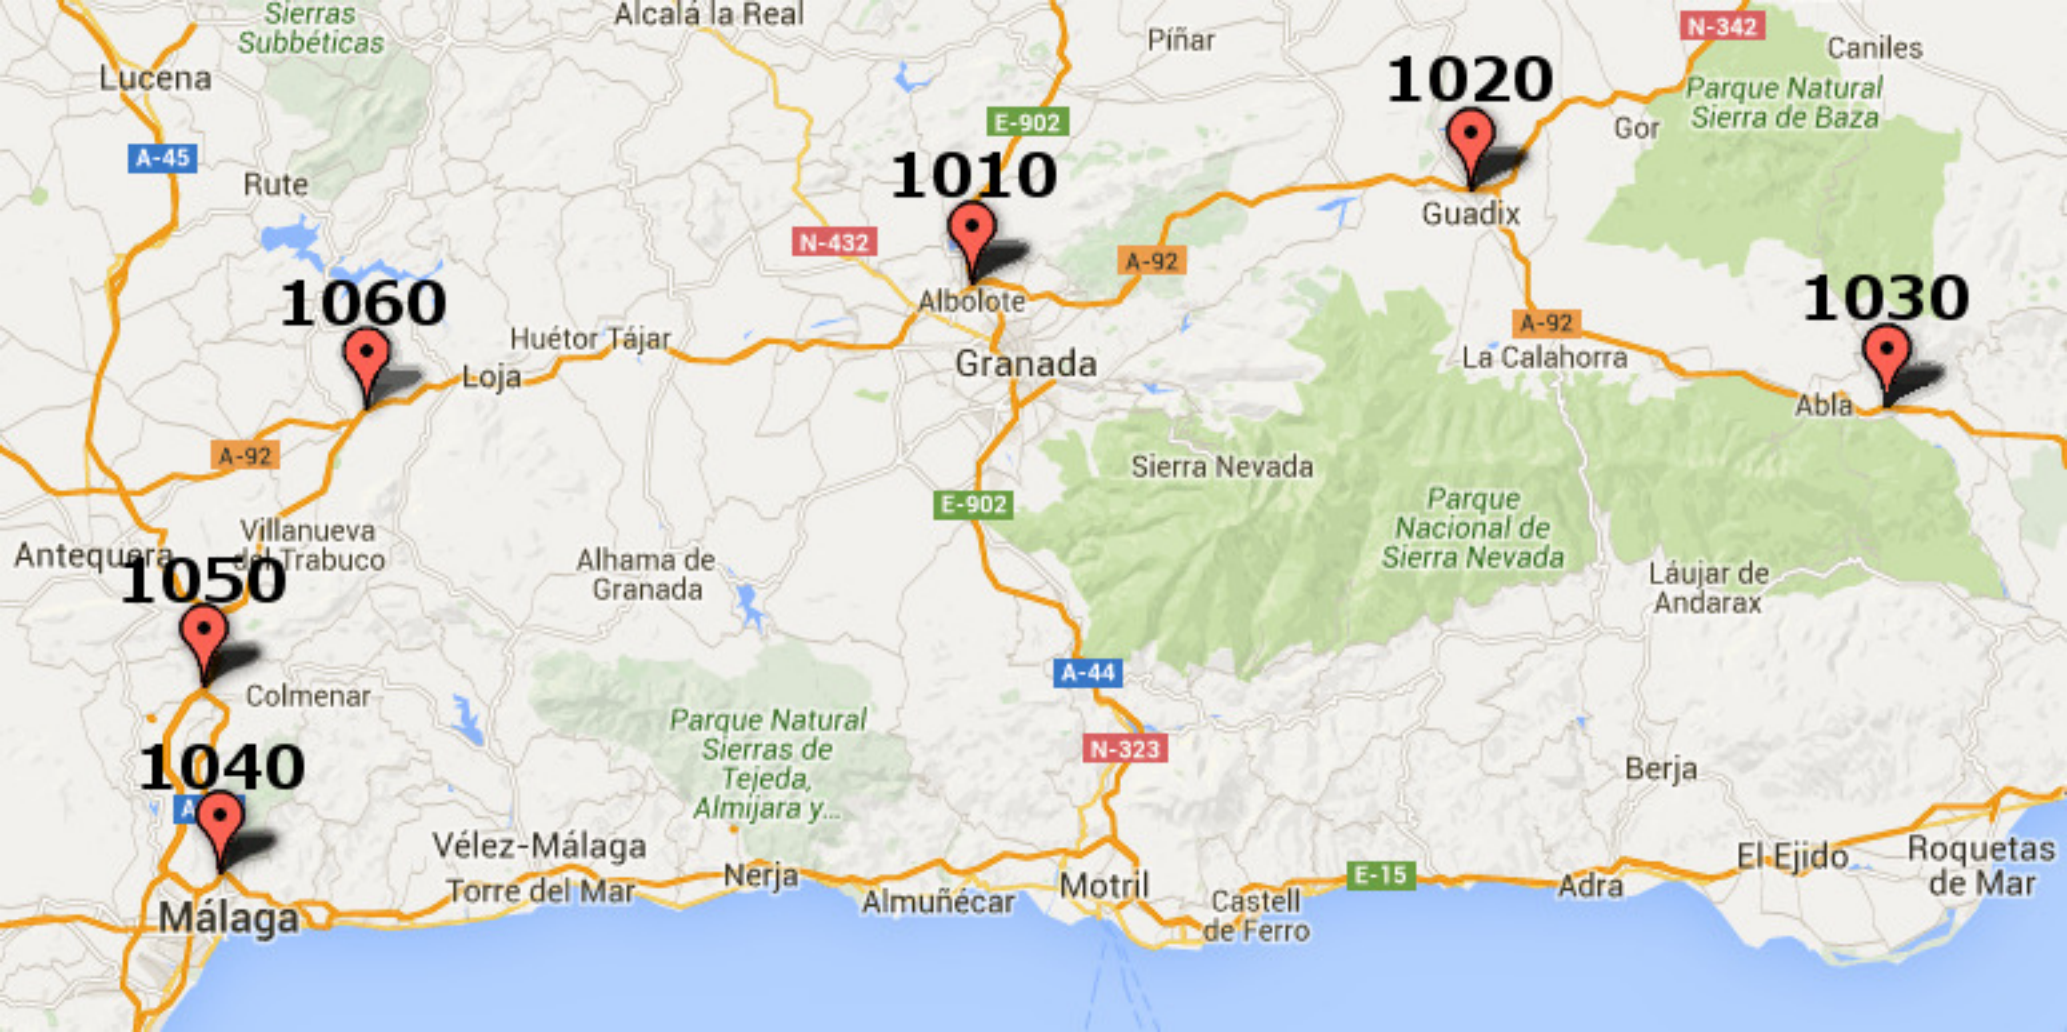 Sierras
Subbéticas
Alcalá la Real
Píñar
N-342
Caniles
Lucena
1020
Parque Natural
Sierra de Baza
E-902
Gor
A-45
1010
Rute
Guadix
N-432
A-92
1060
Albolote
1030
Huétor Tájar
A-92
Granada
La Calahorra
Loja
Abla
A-92
Sierra Nevada
E-902
Parque
Nacional de
Sierra Nevada
Villanueva
del Trabuco
Antequera
1050
Alhama de
Granada
Láujar de
Andarax
A-44
Colmenar
Parque Natural
Sierras de
Tejeda,
Almijara y...
N-323
1040
Berja
A
Vélez-Málaga
El Ejido
Roquetas
de Mar
Nerja
E-15
Motril
Adra
Torre del Mar
Almuñécar
Castell
de Ferro
Málaga